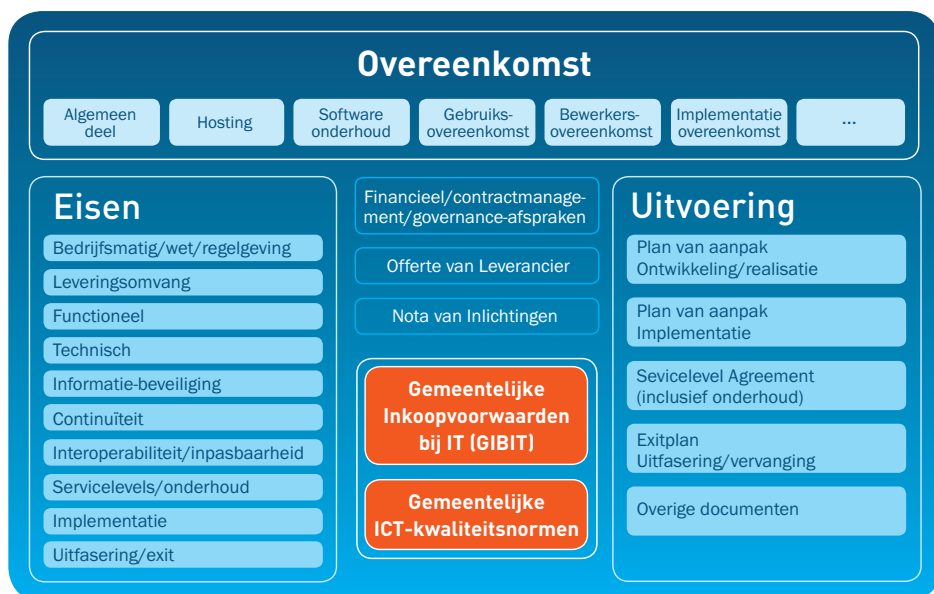 Overeenkomst
Algemeen
deel
Hosting
Software
onderhoud
Gebruiks-
overeenkomst
Bewerkers-
overeenkomst
Implementatie
overeenkomst
...
Eisen
Bedrijfsmatig/wet/regelgeving
Leveringsomvang
Functioneel
Technisch
Informatie-beveiliging
Continuïteit
Interoperabiliteit/inpasbaarheid
Servicelevels/onderhoud
Implementatie
Uitfasering/exit
Financieel/contractmanage-
ment/governance-afspraken
Offerte van Leverancier
Nota van Inlichtingen
Gemeentelijke
Inkoopvoorwaarden
bij IT (GIBIT)
Gemeentelijke
ICT-kwaliteitsnormen
Uitvoering
Plan van aanpak
Ontwikkeling/realisatie
Plan van aanpak
Implementatie
Sevicelevel Agreement
(inclusief onderhoud)
Exitplan
Uitfasering/vervanging
Overige documenten